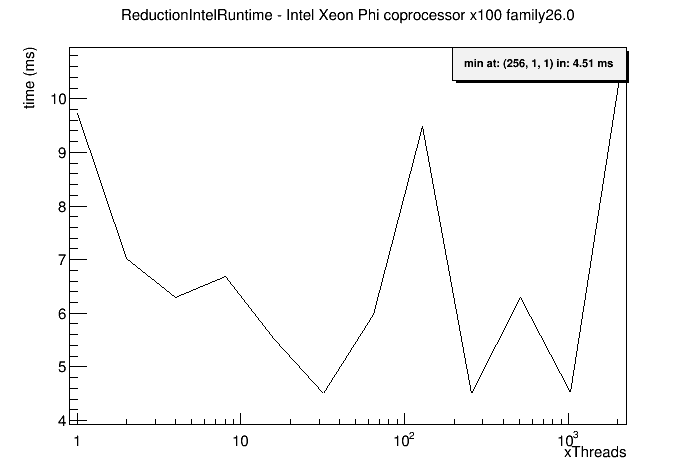 ReductionIntelRuntime - Intel Xeon Phi coprocessor x100 family26.0
time (ms)
min at: (256, 1, 1) in: 4.51 ms
10
9
8
7
6
5
4
1
10
10²
10³
xThreads